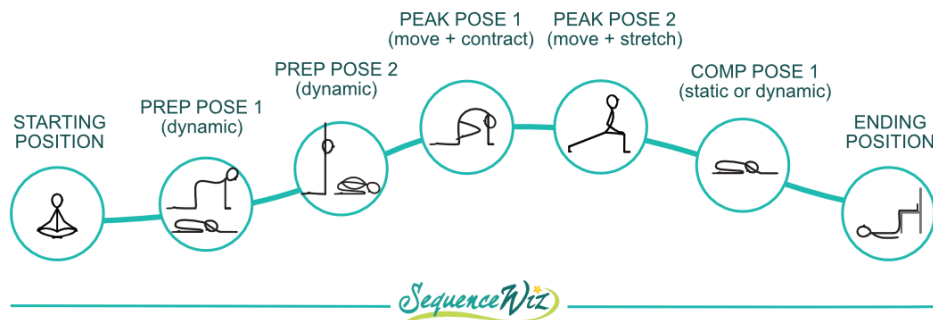 STARTING
POSITION
PREP POSE 1
(dynamic)
PREP POSE 2
(dynamic)
PEAK POSE 1
(move + contract)
PEAK POSE 2
(move + stretch)
COMP POSE 1
(static or dynamic)
ENDING
POSITION
SequenceWiz